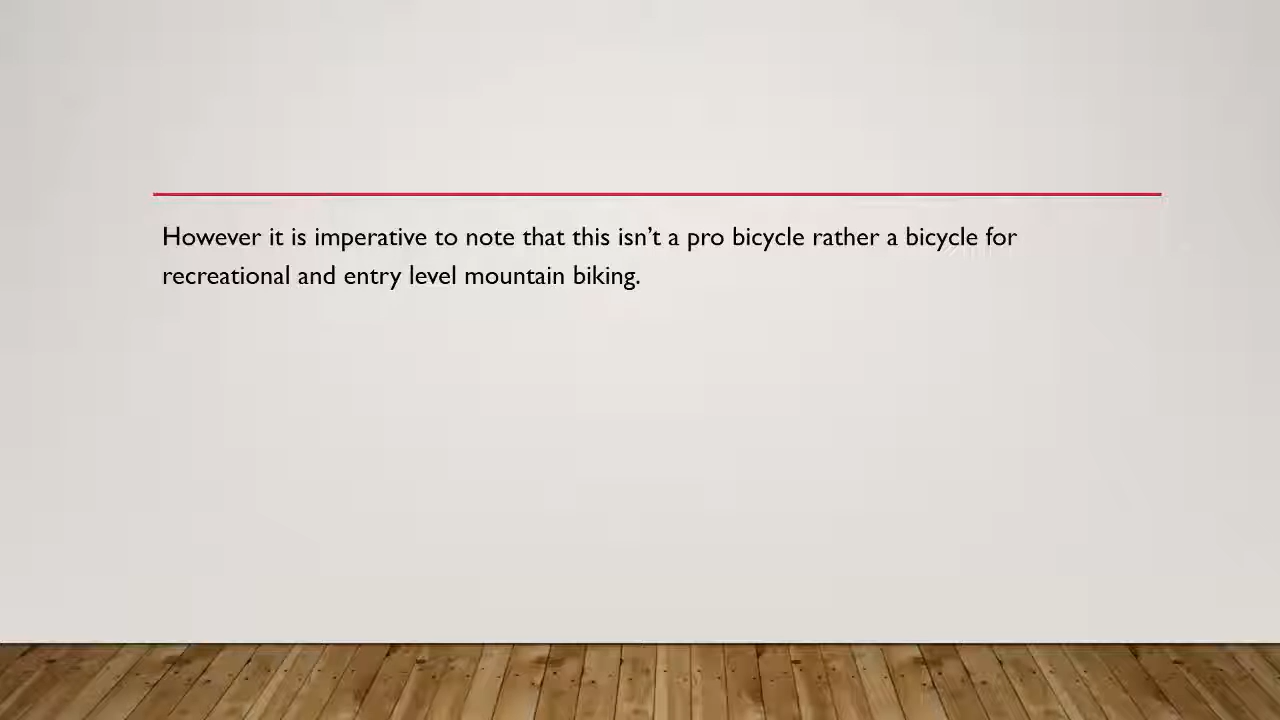 However it is imperative to note that this isn’t a pro bicycle rather a bicycle for
recreational and entry level mountain biking.